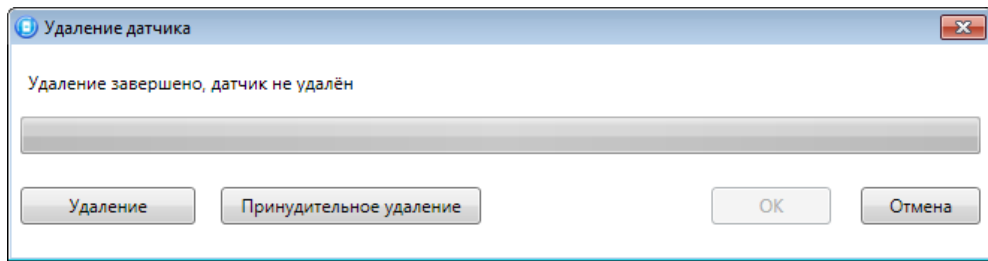 Удаление датчика
Удаление завершено, датчик не удалён
Удаление Принудительное удаление OK Отмена